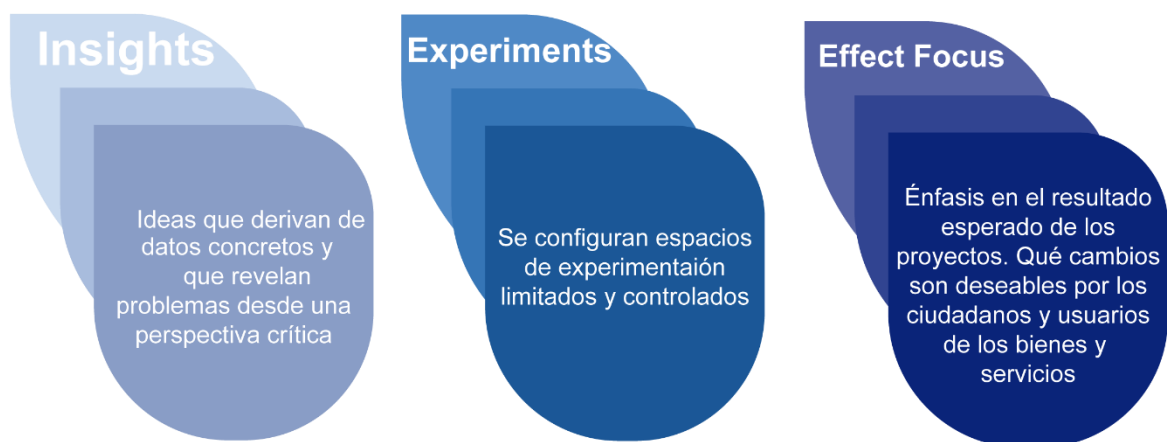 Insights
Ideas que derivan de
datos concretos y
que revelan
problemas desde una
perspectiva crítica
Experiments
Se configuran espacios
de experimentaión
limitados y controlados
Effect Focus
Énfasis en el resultado
esperado de los
proyectos. Qué cambios
son deseables por los
ciudadanos y usuarios
de los bienes y
servicios